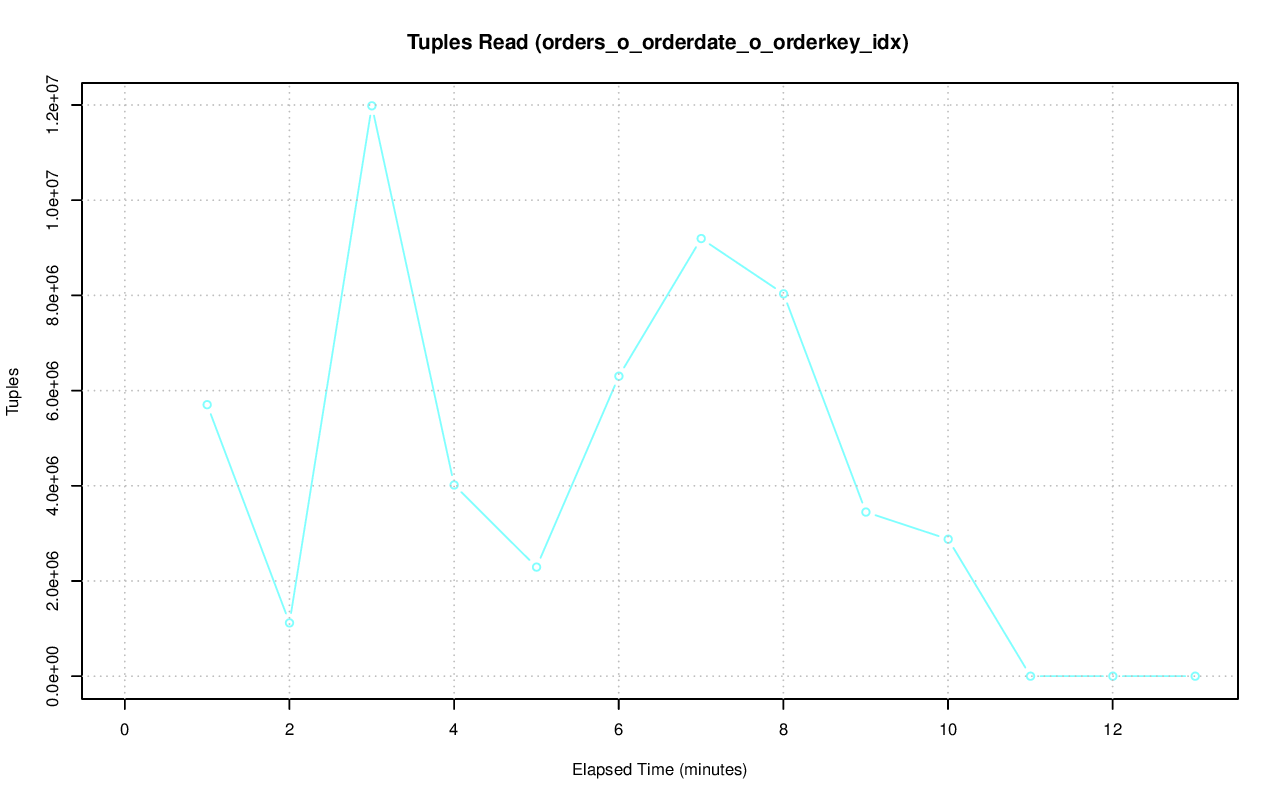 Tuples Read (orders_o_orderdate_o_orderkey_idx)
1.2e+07
1.0e+07
8.0e+06
6.0e+06
4.0e+06
2.0e+06
0.0e+00
Tuples
0 2 4 6 8 10 12
Elapsed Time (minutes)